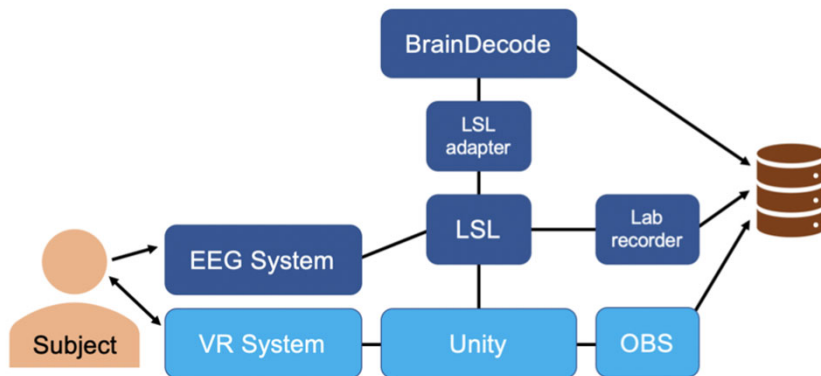 BrainDecode
LSL
adapter
LSL
Lab
recorder
EEG System
Subject
VR System
Unity
OBS